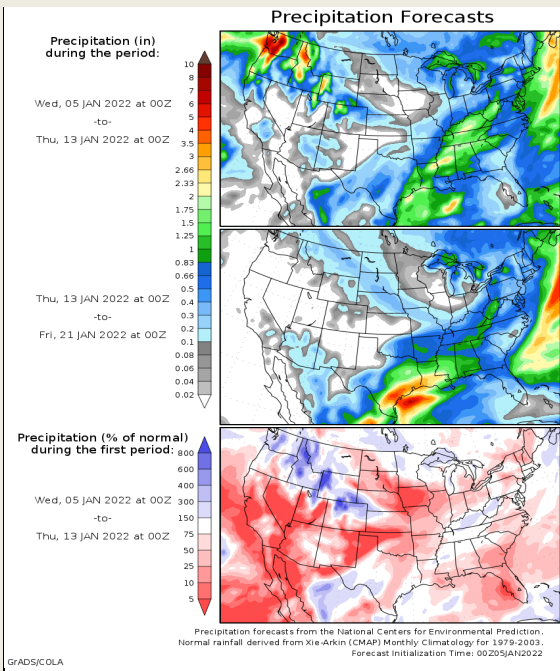 Precipitation Forecasts
Precipitation (in)
during the period:
Wed, 05 JAN 2022 at 00Z
-to-
Thu, 13 JAN 2022 at 00Z
10
8
7
6
5
4
3.5
3
2.66
2.33
2
1.75
1.5
1.25
1
0.83
0.66
0.5
0.4
0.3
0.2
0.1
0.08
0.06
0.04
0.02
Thu, 13 JAN 2022 at 00Z
-to-
Fri, 21 JAN 2022 at 00Z
Precipitation (% of normal)
during the first period:
Wed, 05 JAN 2022 at 00Z
-to-
Thu, 13 JAN 2022 at 00Z
800
600
400
300
150
75
50
25
10
5
Precipitation forecasts from the National Centers for Environmental Prediction.
Normal rainfall derived from Xie-Arkin (CMAP) Monthly Climatology for 1979-2003.
Forecast Initialization Time: 00Z05JAN2022
GrADS/COLA